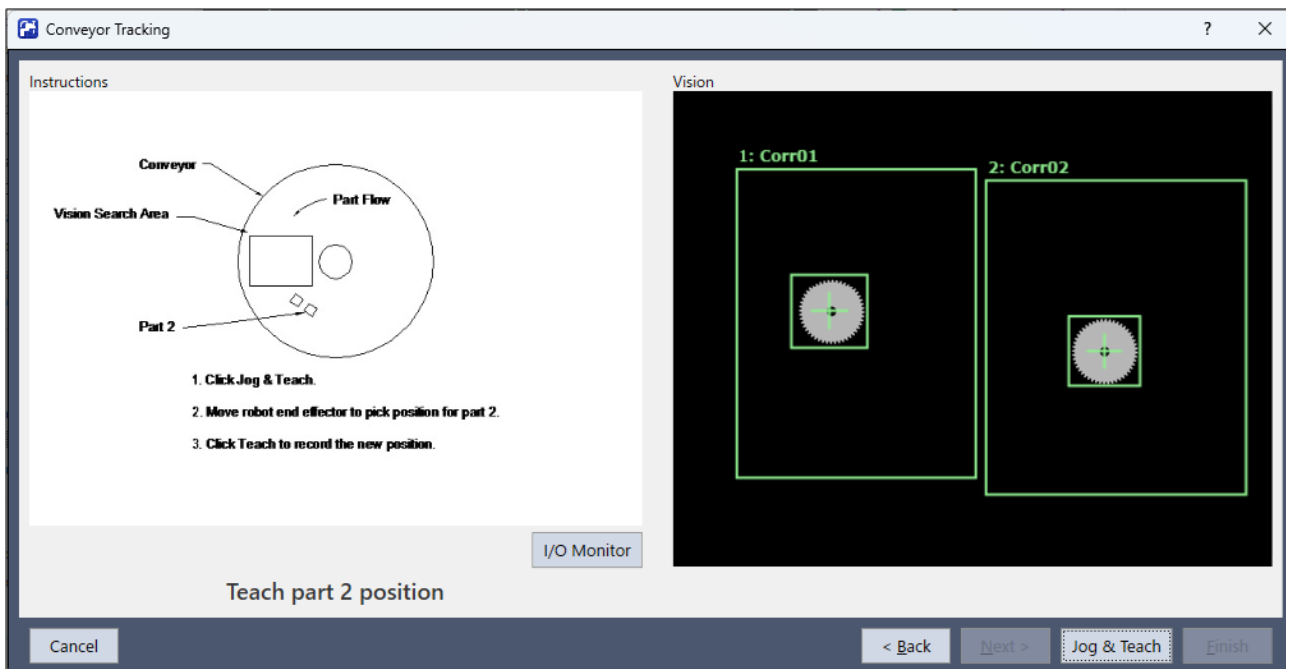 Conveyor Tracking
?
Instructions
Conveyor
Vision Search Area
Part Flow
Part 2
1. Click Jog & Teach.
2. Move robot end effector to pick position for part 2.
3. Click Teach to record the new position.
I/O Monitor
Teach part 2 position
Vision
1: Corr01
2: Corr02
Cancel
< Back
Next >
Jog & Teach
Finish